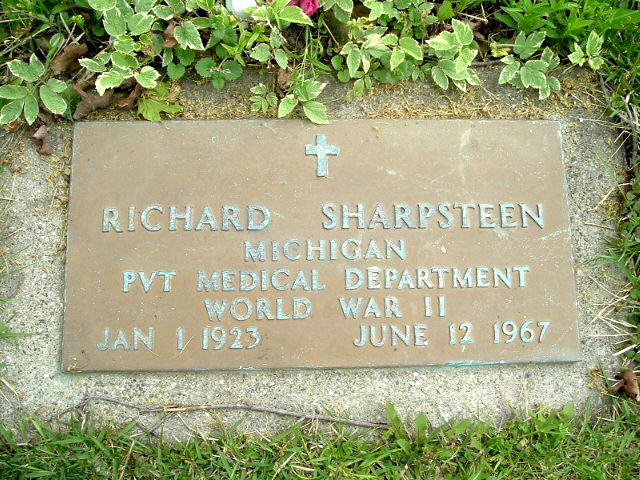 RICHARD SHARPSTEEN
MICHIGAN
PVT MEDICAL DEPARTMENT
WORLD WAR II
JAN 1 1923 JUNE 12 1967